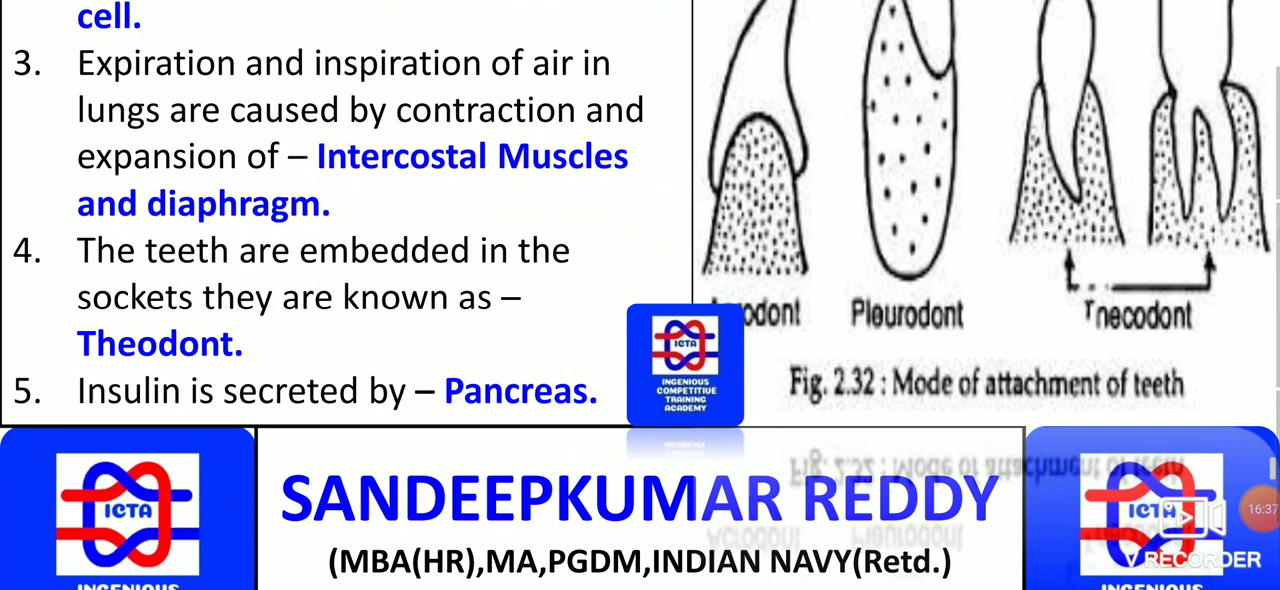 cell.
3. Expiration and inspiration of air in
lungs are caused by contraction and
expansion of – Intercostal Muscles
and diaphragm.
4. The teeth are embedded in the
sockets they are known as –
Theodont.
5. Insulin is secreted by – Pancreas.
odont Pleurodont necodont
Fig. 2.32 : Mode of attachment of teeth
ICTA
INGENIOUS
COMPETITIVE
TRAINING
ACADEMY
ICTA
INGENIOUS
SANDEEPKUMAR REDDY
(MBA(HR),MA,PGDM,INDIAN NAVY(Retd.)
16:37
RECORDER
INGENIOUS